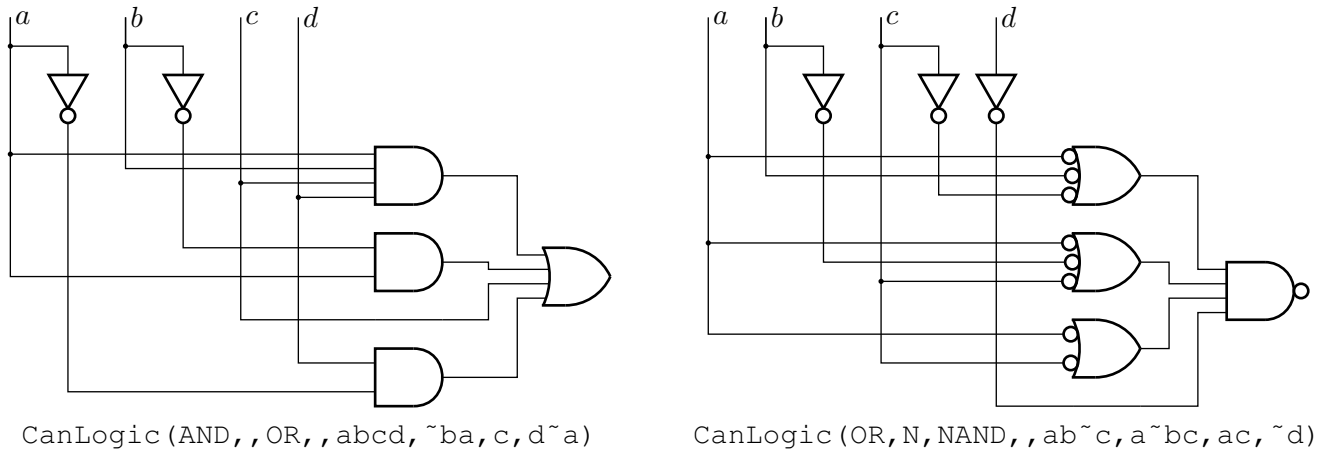 a b c d a b c d
CanLogic(AND,,OR,,abcd,~ba,c,d~a) CanLogic(OR,N,NAND,,ab~c,a~bc,ac,~d)